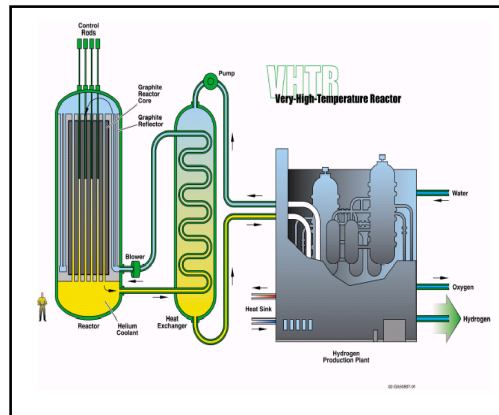 Control
Rods
Graphite
Reactor
Core
Graphite
Reflector
Pump
VHTR
Very-High-Temperature Reactor
Water
Blower
Oxygen
Heat Sink
Hydrogen
Reactor
Helium
Coolant
Heat
Exchanger
Hydrogen
Production Plant